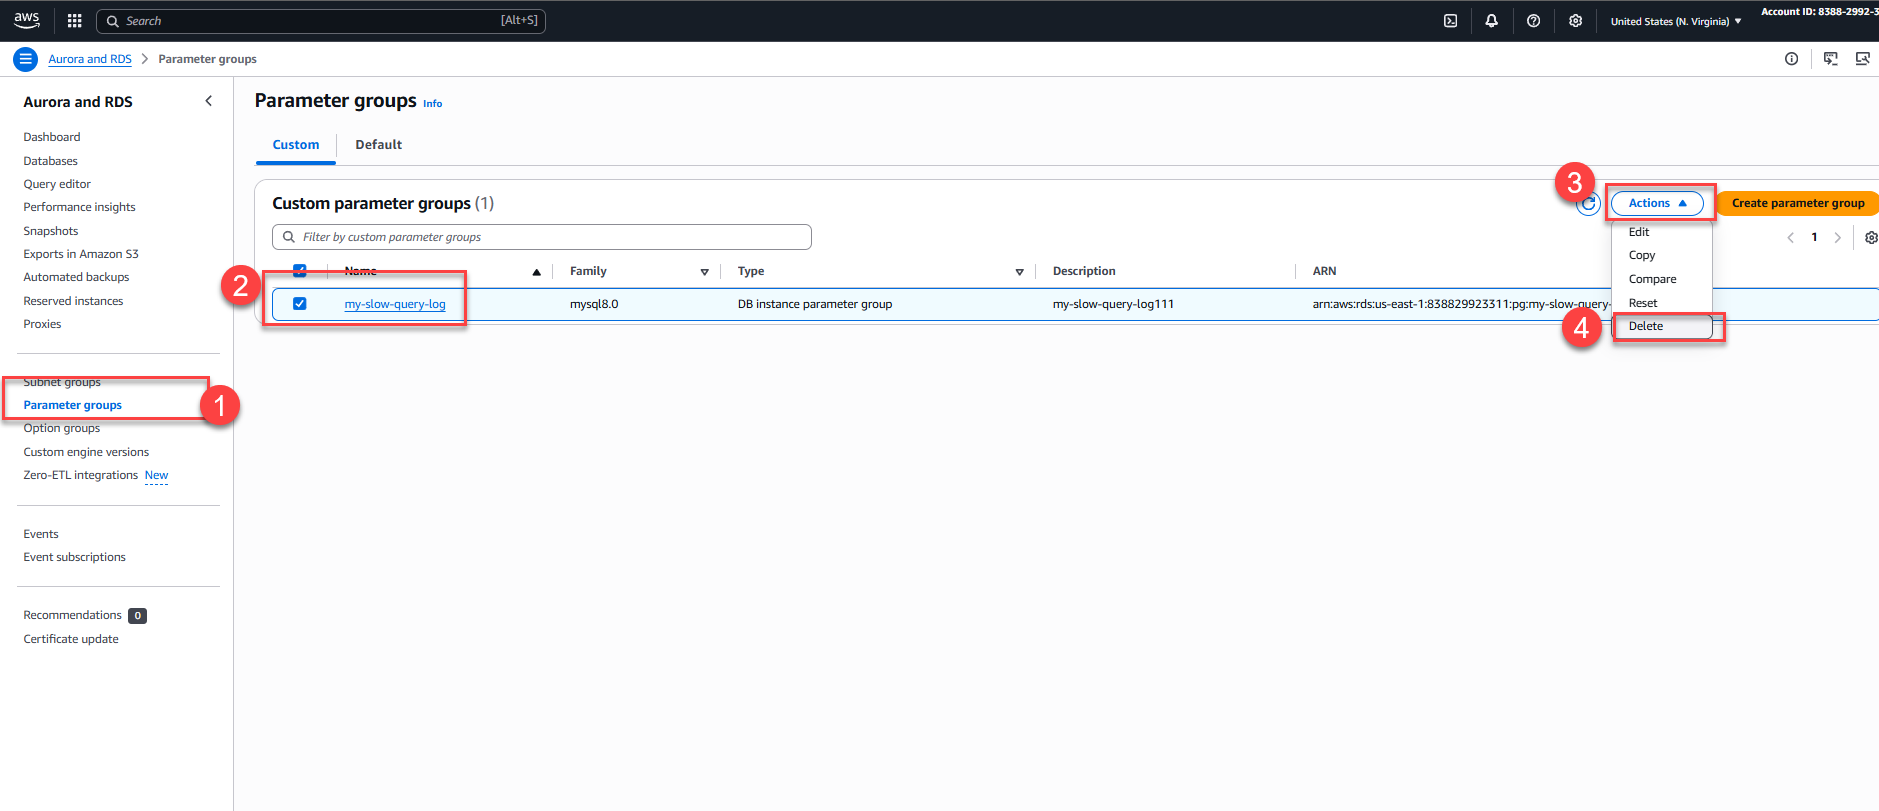 aws
Search
[Alt+S]
United States (N. Virginia)
Account ID: 8388-2992-3
Aurora and RDS
Parameter groups
Aurora and RDS
Dashboard
Databases
Query editor
Performance insights
Snapshots
Exports in Amazon S3
Automated backups
Reserved instances
Proxies
Subnet groups
Parameter groups
1
Option groups
Custom engine versions
Zero-ETL integrations New
Events
Event subscriptions
Recommendations 0
Certificate update
Parameter groups Info
Custom
Default
Custom parameter groups (1)
3
Actions
Create parameter group
Filter by custom parameter groups
1
Edit
Copy
Compare
Reset
4
Delete
2
Name
Family
Type
Description
ARN
my-slow-query-log
mysql8.0
DB instance parameter group
my-slow-query-log111
arn:aws:rds:us-east-1:838829923311:pg:my-slow-query-